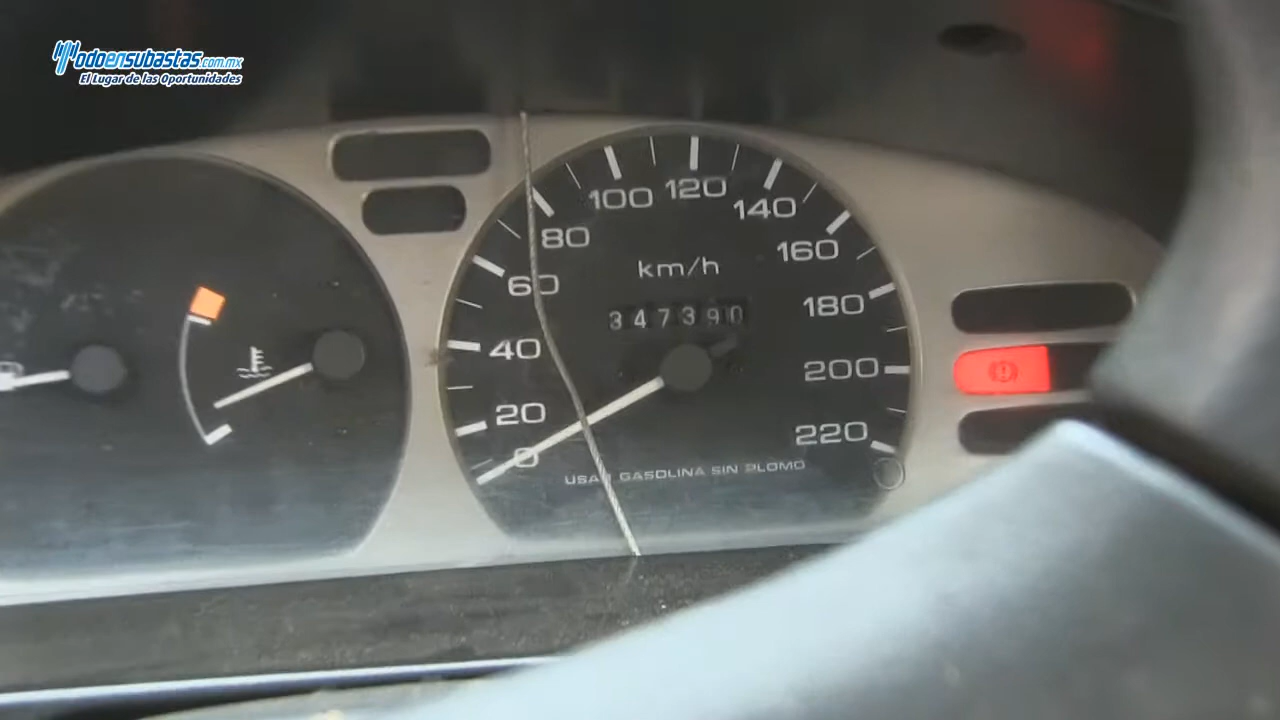 Todoensubastas.com.mx
El Lugar de las Oportunidades
100 120 140
80 160
km/h
60 180
347390
40 200
20 220
0
USAR GASOLINA SIN PLOMO